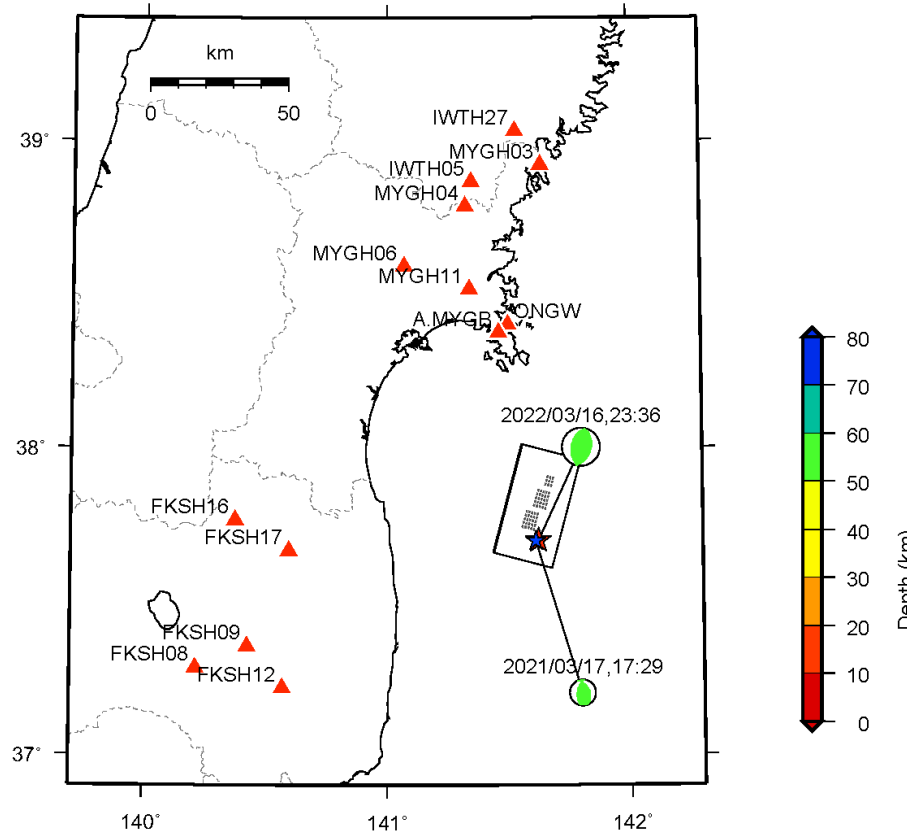 km
0 50
IWTH27
MYGH03
IWTH05
MYGH04
MYGH06
MYGH11
A.MYGB
ONGW
2022/03/16,23:36
FKSH16
FKSH17
FKSH09
FKSH08
FKSH12
2021/03/17,17:29
39°
38°
37°
140°
141°
142°
80
70
60
50
40
30
20
10
0
Depth (km)